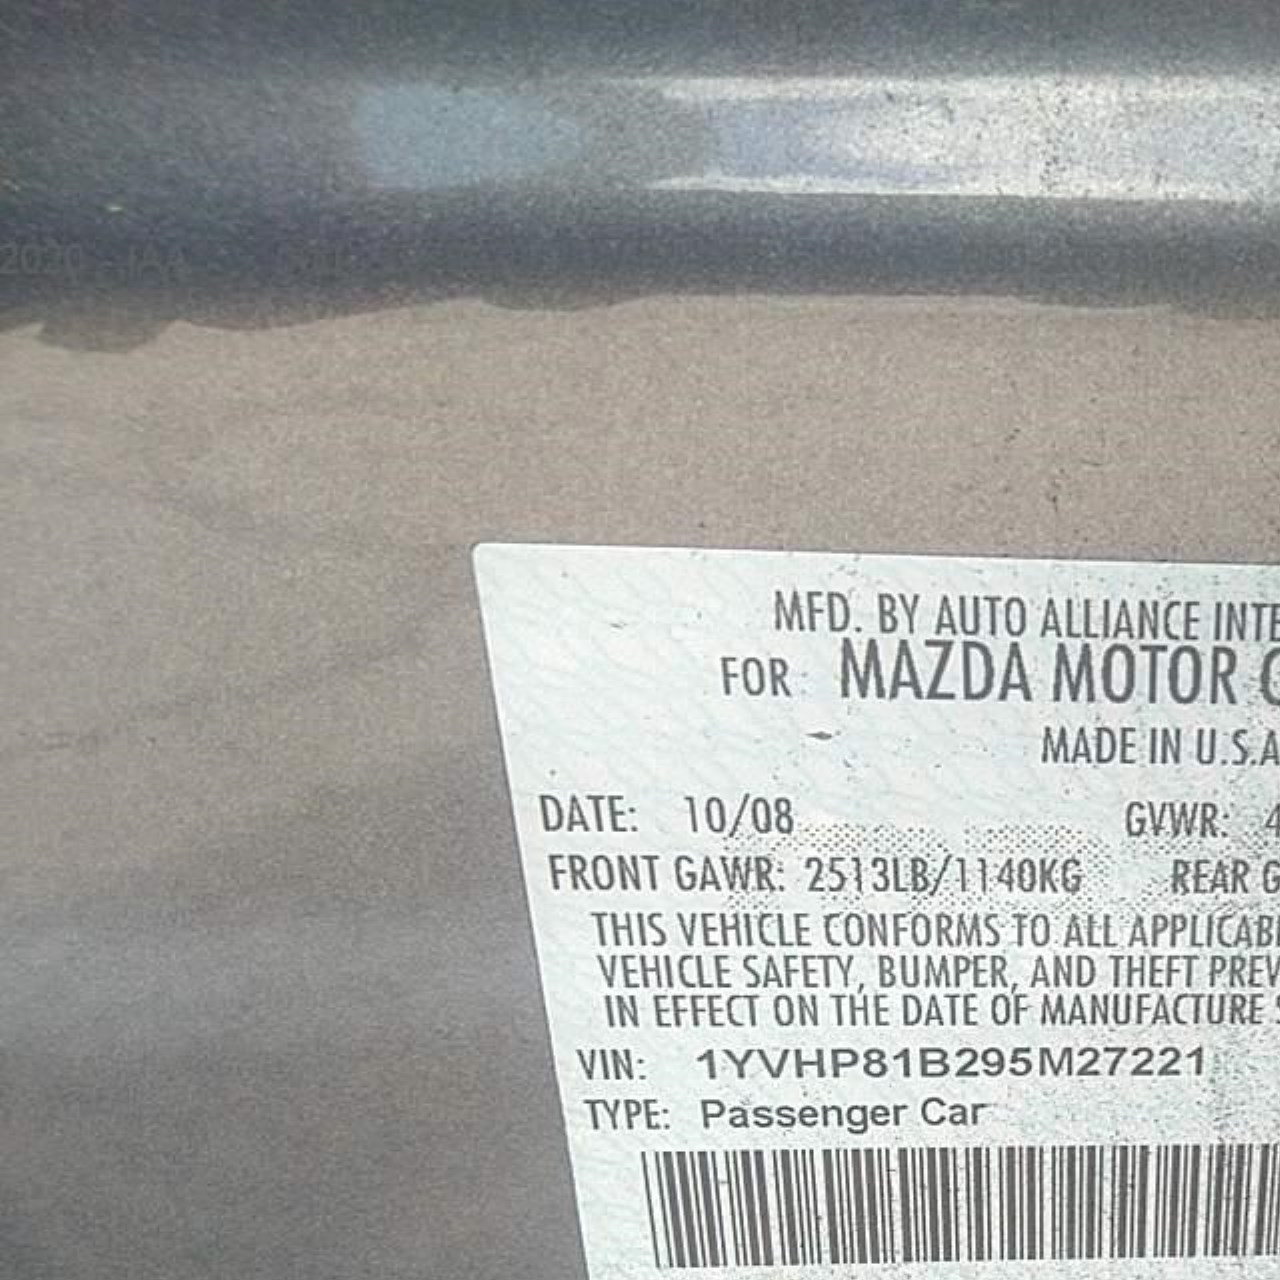 MFD. BY AUTO ALLIANCE INTE
FOR MAZDA MOTOR C
MADE IN U.S.A
DATE: 10/08 GVWR: 4
FRONT GAWR: 2513LB/1140KG REAR G
THIS VEHICLE CONFORMS TO ALL APPLICAB
VEHICLE SAFETY, BUMPER, AND THEFT PREV
IN EFFECT ON THE DATE OF MANUFACTURE
VIN: 1YVHP81B295M27221
TYPE: Passenger Car